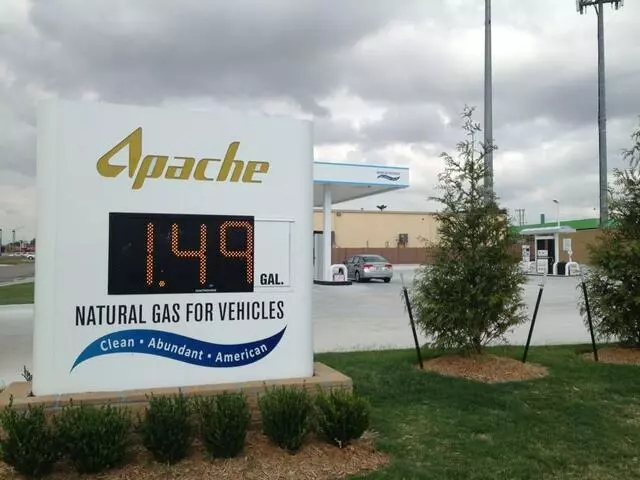 Apache
1.49
GAL.
NATURAL GAS FOR VEHICLES
Clean • Abundant • American